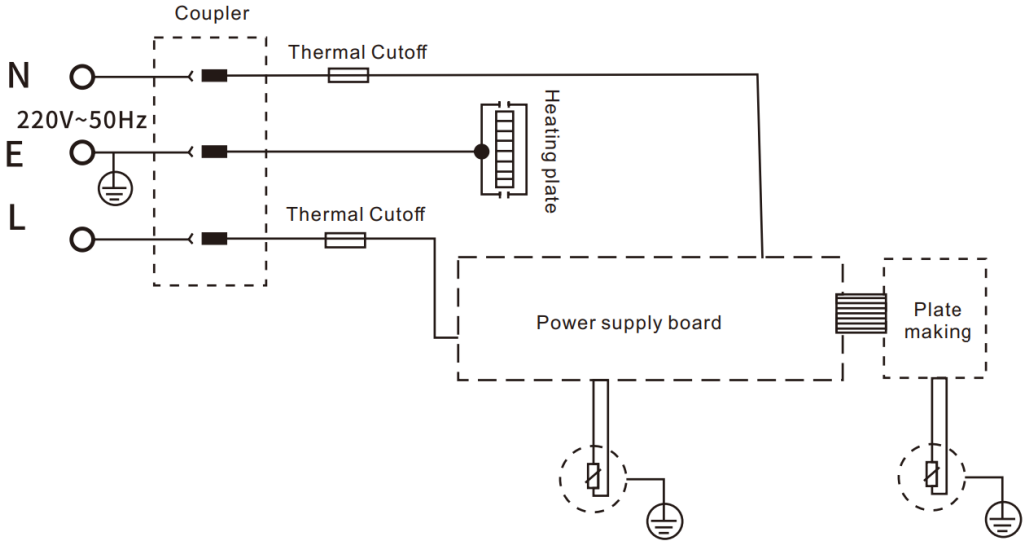 Coupler
Thermal Cutoff
N
220V~50Hz
Heating plate
E
Thermal Cutoff
L
Power supply board
Plate
making